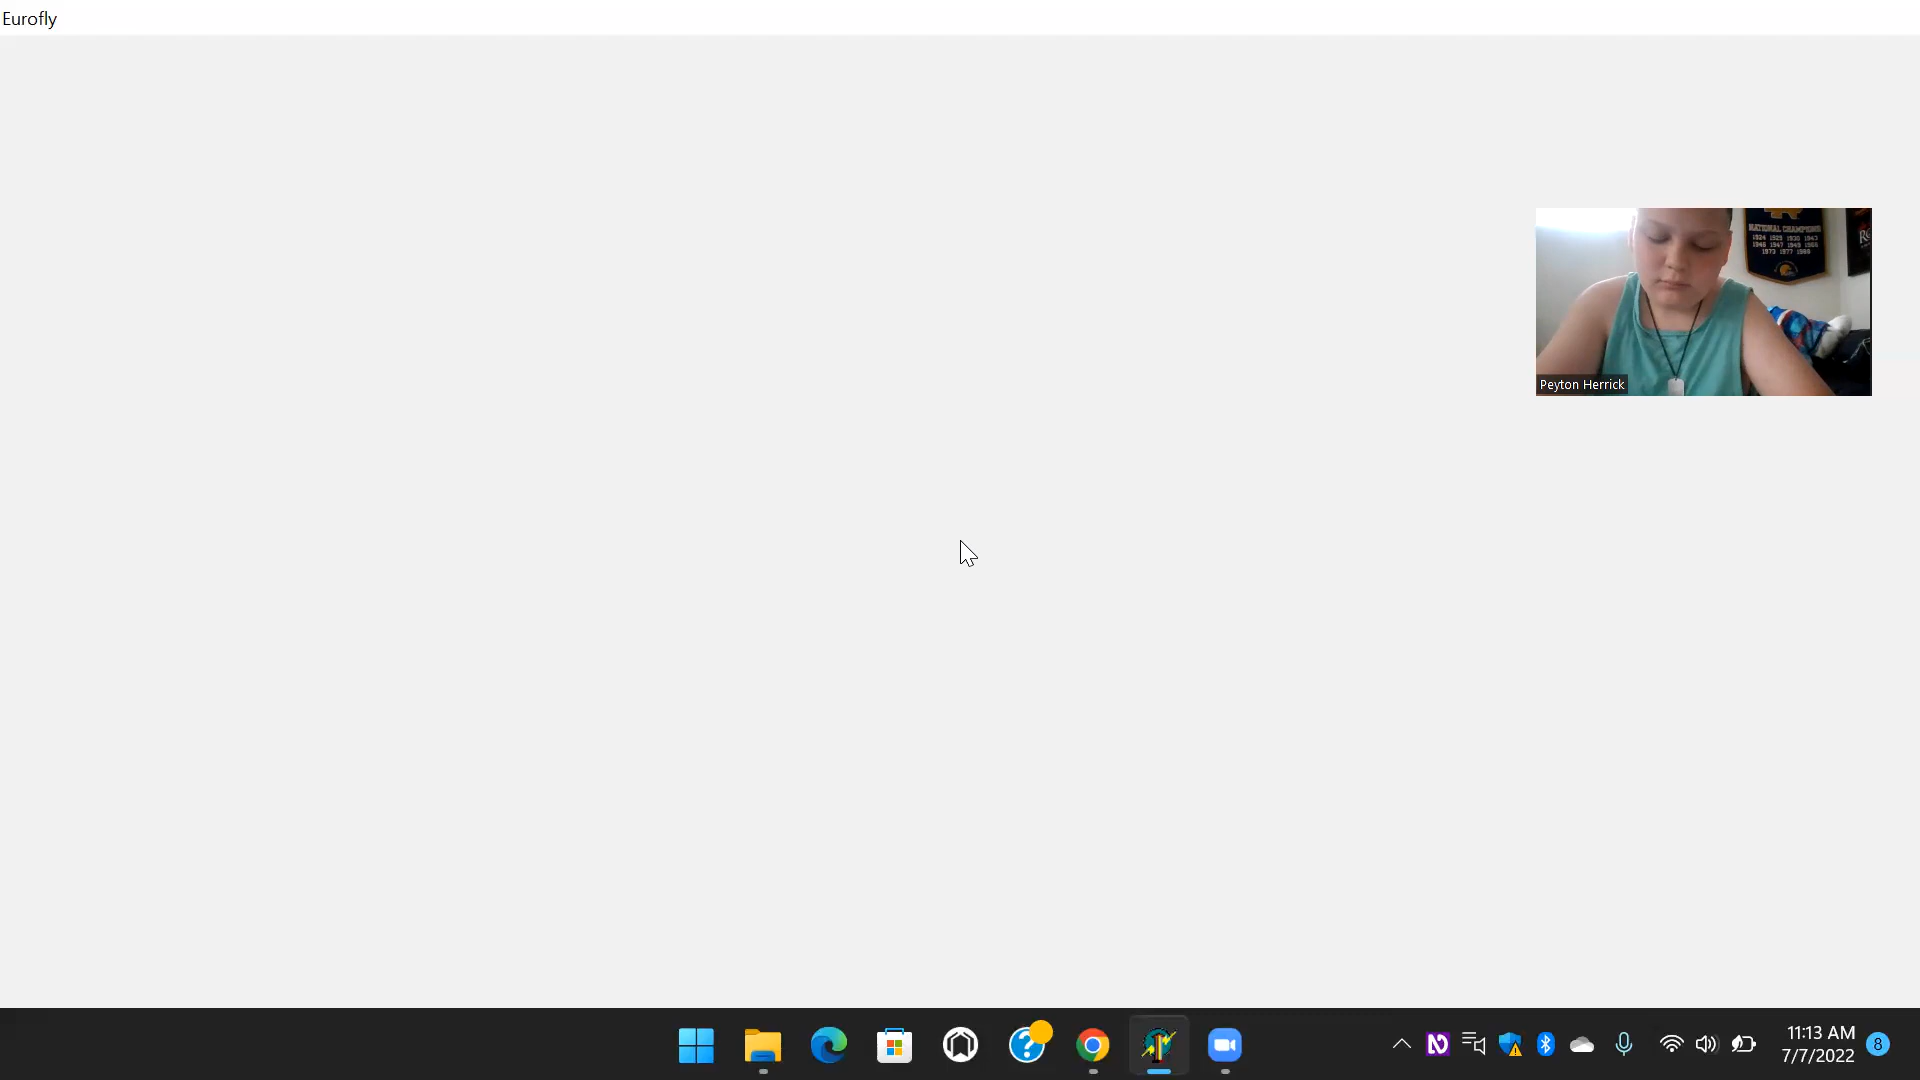 Eurofly
NATIONAL CHAMPIONS
Peyton Herrick
11:13 AM
7/7/2022
8